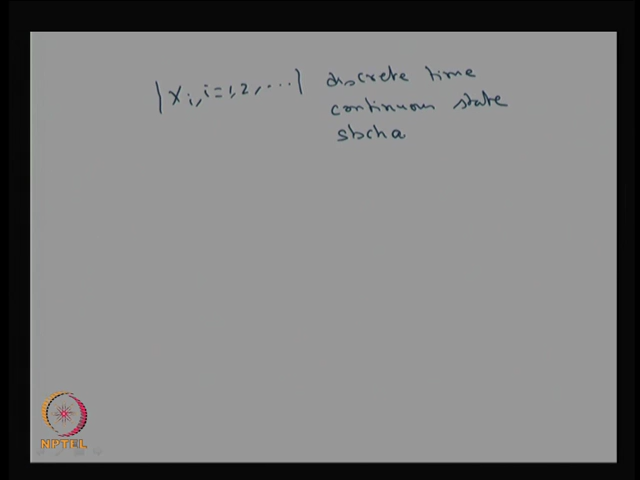 {X_i, i=1,2, ...} discrete time
continuous state
stocha
NPTEL